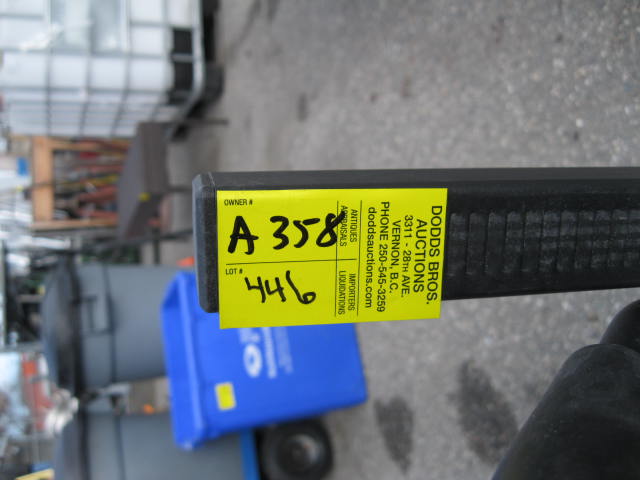 OWNER #
A 358
LOT #
446
ANTIQUES
APPRAISALS
IMPORTERS
LIQUIDATIONS
DODDS BROS.
AUCTIONS
3311 - 28TH AVE.
VERNON, B.C.
PHONE 250-545-3259
doddsauctions.com